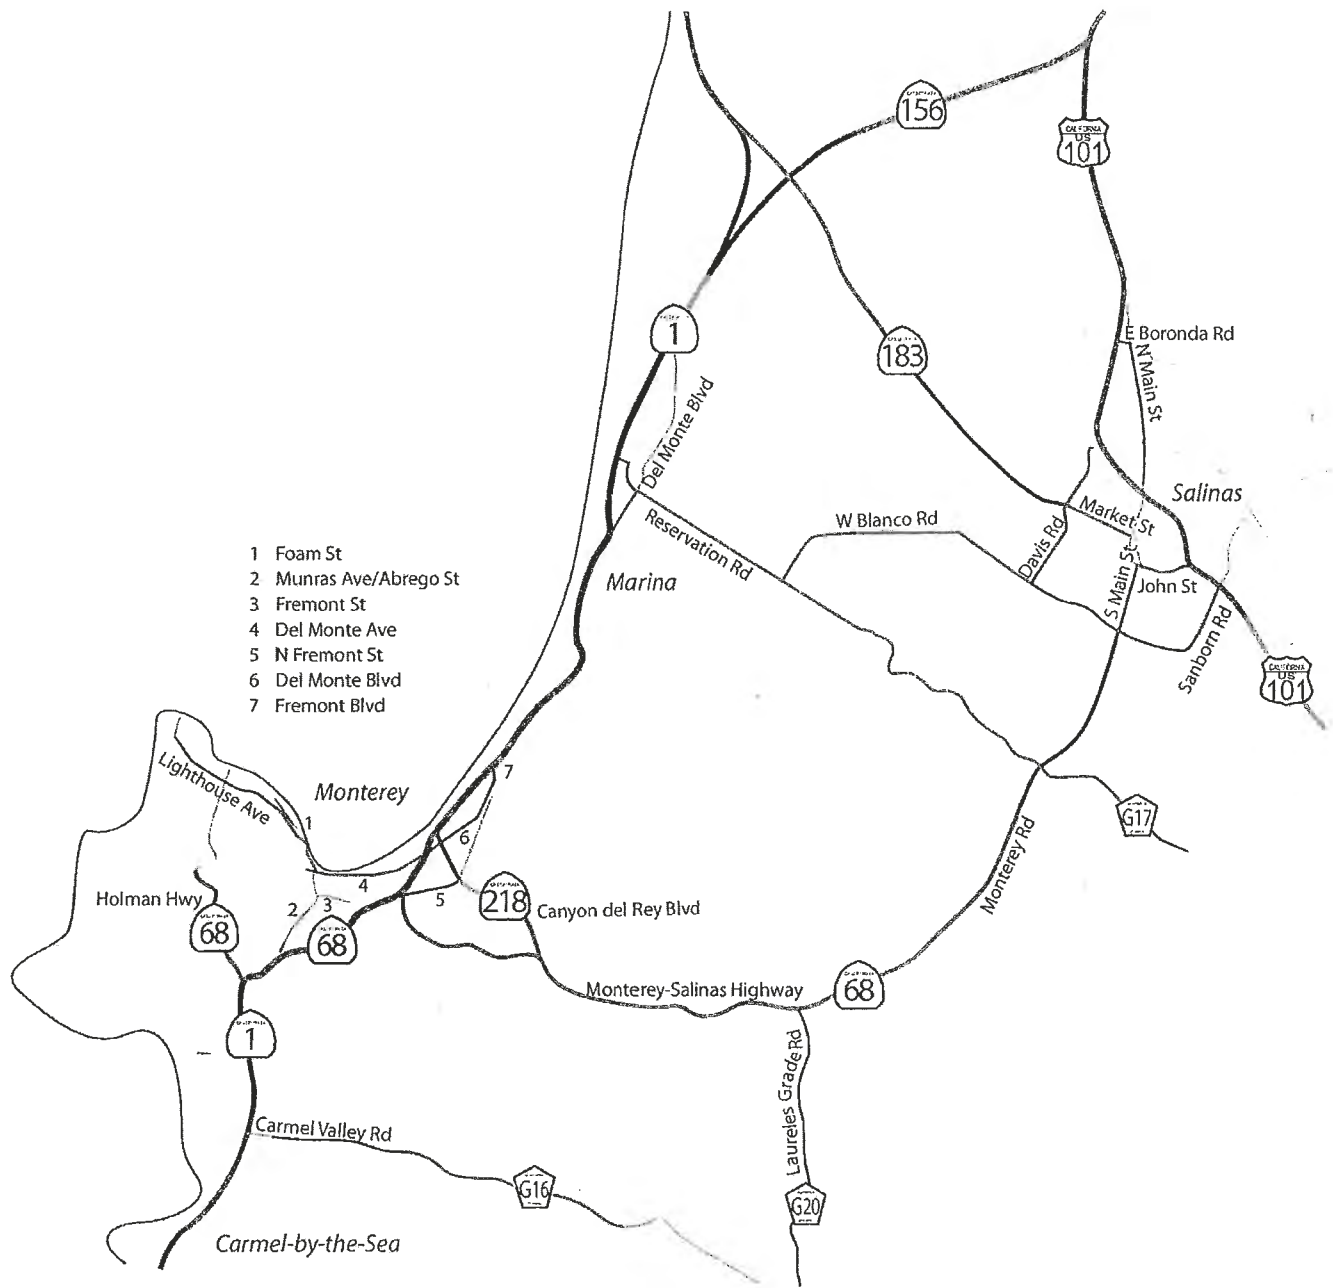 156
CALIFORNIA
US
101
1
E Boronda Rd
183
N Main St
Del Monte Blvd
Salinas
W Blanco Rd
Market St
Reservation Rd
Davis Rd
1 Foam St
2 Munras Ave/Abrego St
3 Fremont St
4 Del Monte Ave
5 N Fremont St
6 Del Monte Blvd
7 Fremont Blvd
Marina
S Main St
John St
Sanborn Rd
CALIFORNIA
US
101
Lighthouse Ave
Monterey
7
1
6
G17
Monterey Rd
4
5
Holman Hwy
2
3
218
Canyon del Rey Blvd
68
68
Monterey-Salinas Highway
68
1
Laureles Grade Rd
Carmel Valley Rd
G16
G20
Carmel-by-the-Sea